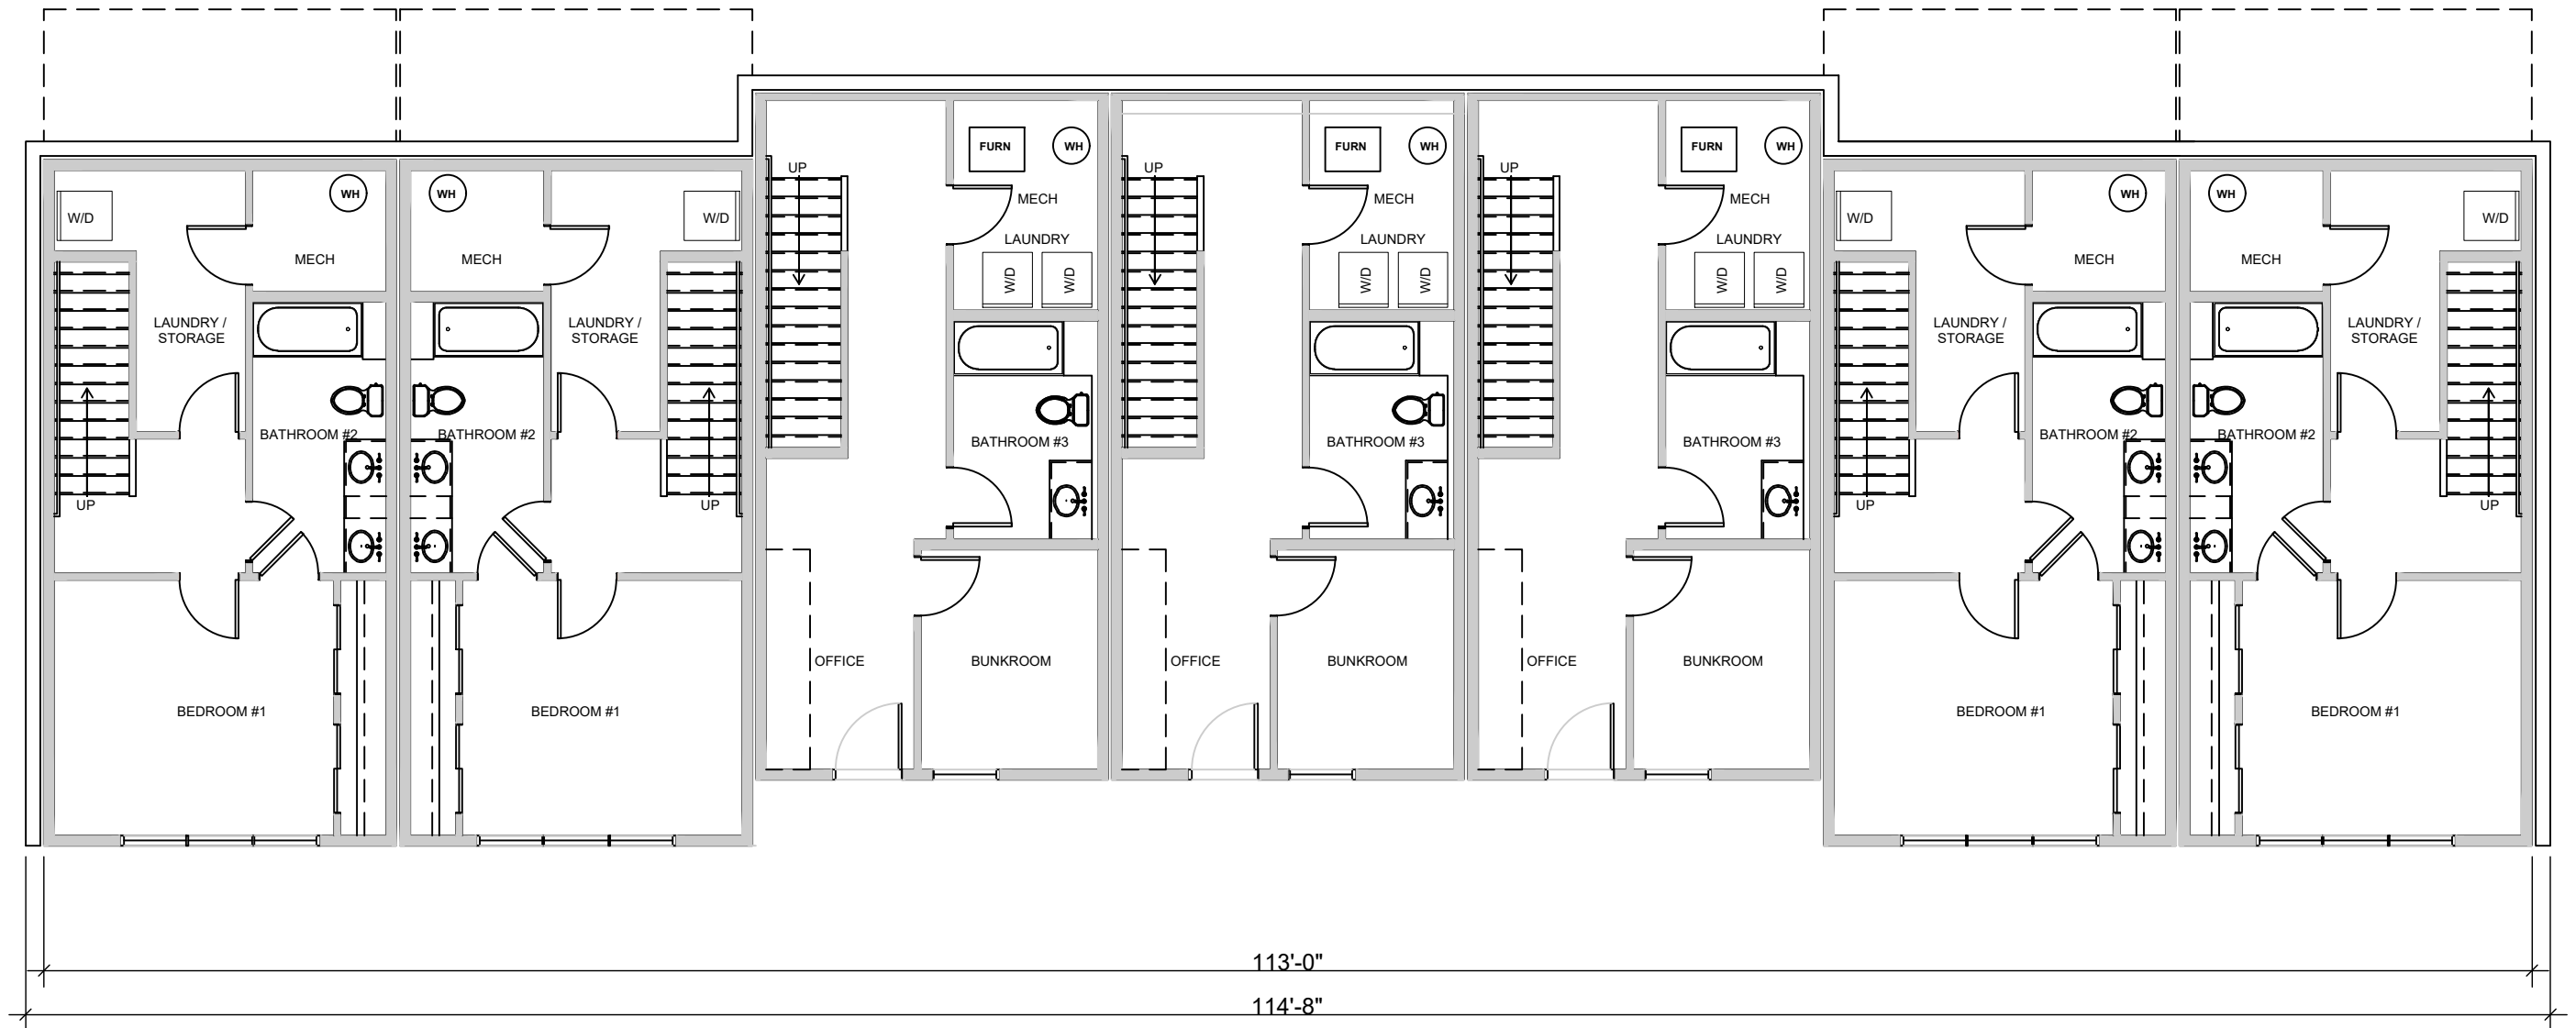 UP
UP
UP
FURN
WH
FURN
WH
FURN
WH
WH
WH
WH
WH
W/D
W/D
W/D
W/D
MECH
MECH
MECH
LAUNDRY
LAUNDRY
LAUNDRY
MECH
MECH
MECH
MECH
W/D
W/D
W/D
W/D
W/D
W/D
LAUNDRY /
STORAGE
LAUNDRY /
STORAGE
LAUNDRY /
STORAGE
LAUNDRY /
STORAGE
BATHROOM #2
BATHROOM #2
BATHROOM #3
BATHROOM #3
BATHROOM #3
BATHROOM #2
BATHROOM #2
UP
UP
UP
UP
OFFICE
BUNKROOM
OFFICE
BUNKROOM
OFFICE
BUNKROOM
BEDROOM #1
BEDROOM #1
BEDROOM #1
BEDROOM #1
113'-0"
114'-8"